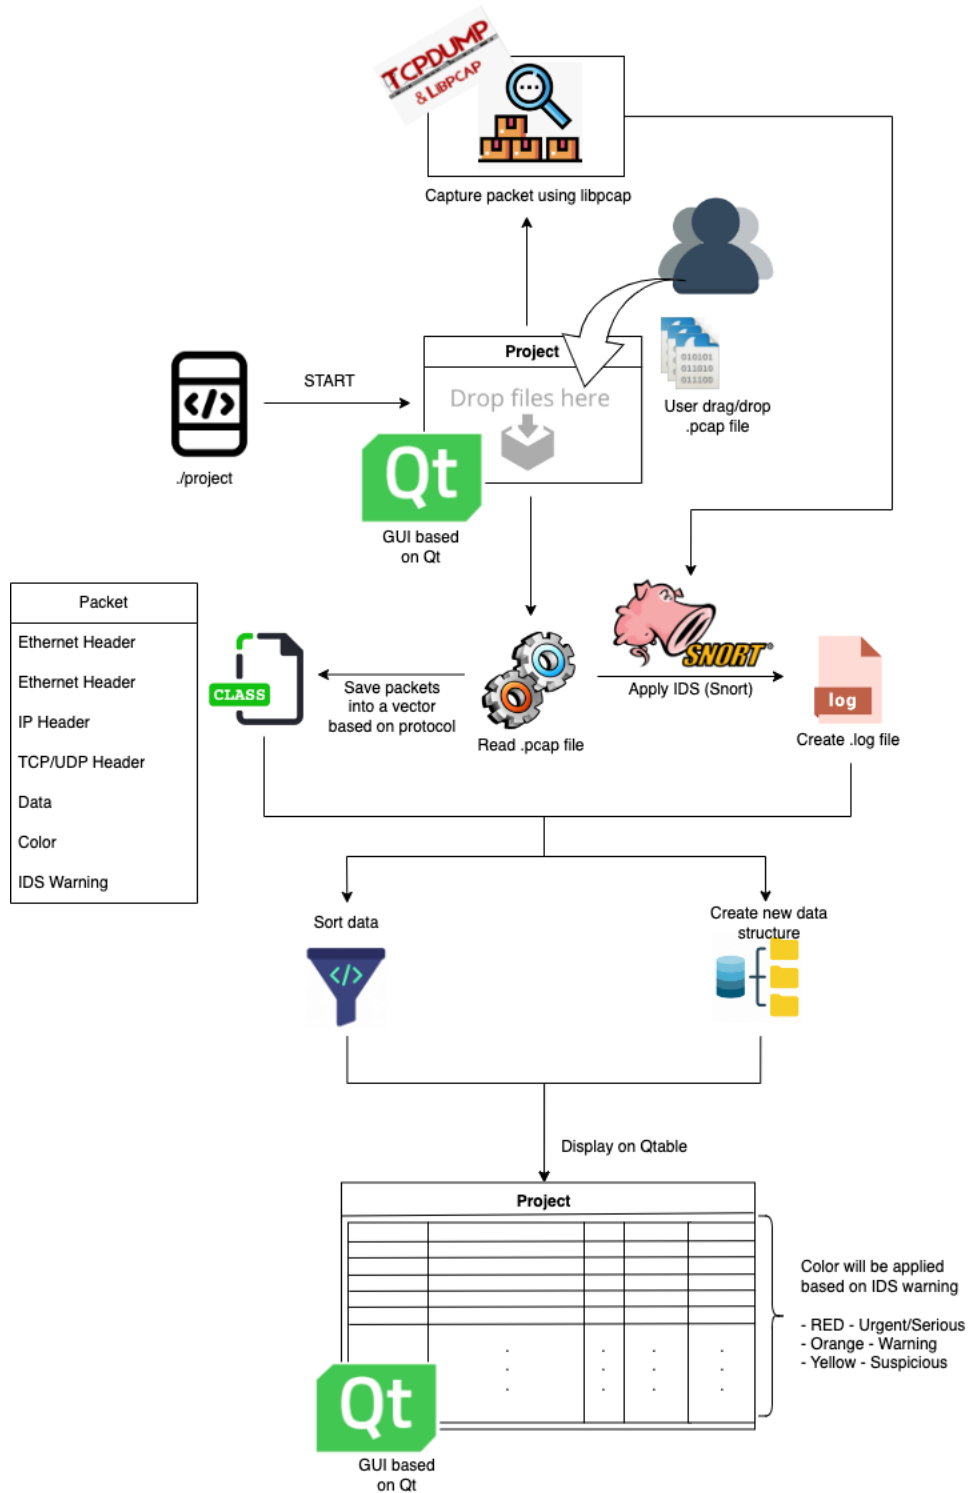 TCPDUMP
& LIBPCAP
Capture packet using libpcap
Project
START
Drop files here
010101
011010
011100
User drag/drop
.pcap file
</>
./project
Qt
GUI based
on Qt
Packet
Ethernet Header
Ethernet Header
IP Header
TCP/UDP Header
Data
Color
IDS Warning
CLASS
Save packets
into a vector
based on protocol
Read .pcap file
SNORT
Apply IDS (Snort)
log
Create .log file
Sort data
</>
Create new data
structure
Display on Qtable
Project
Color will be applied
based on IDS warning
- RED - Urgent/Serious
- Orange - Warning
- Yellow - Suspicious
Qt
GUI based
on Qt